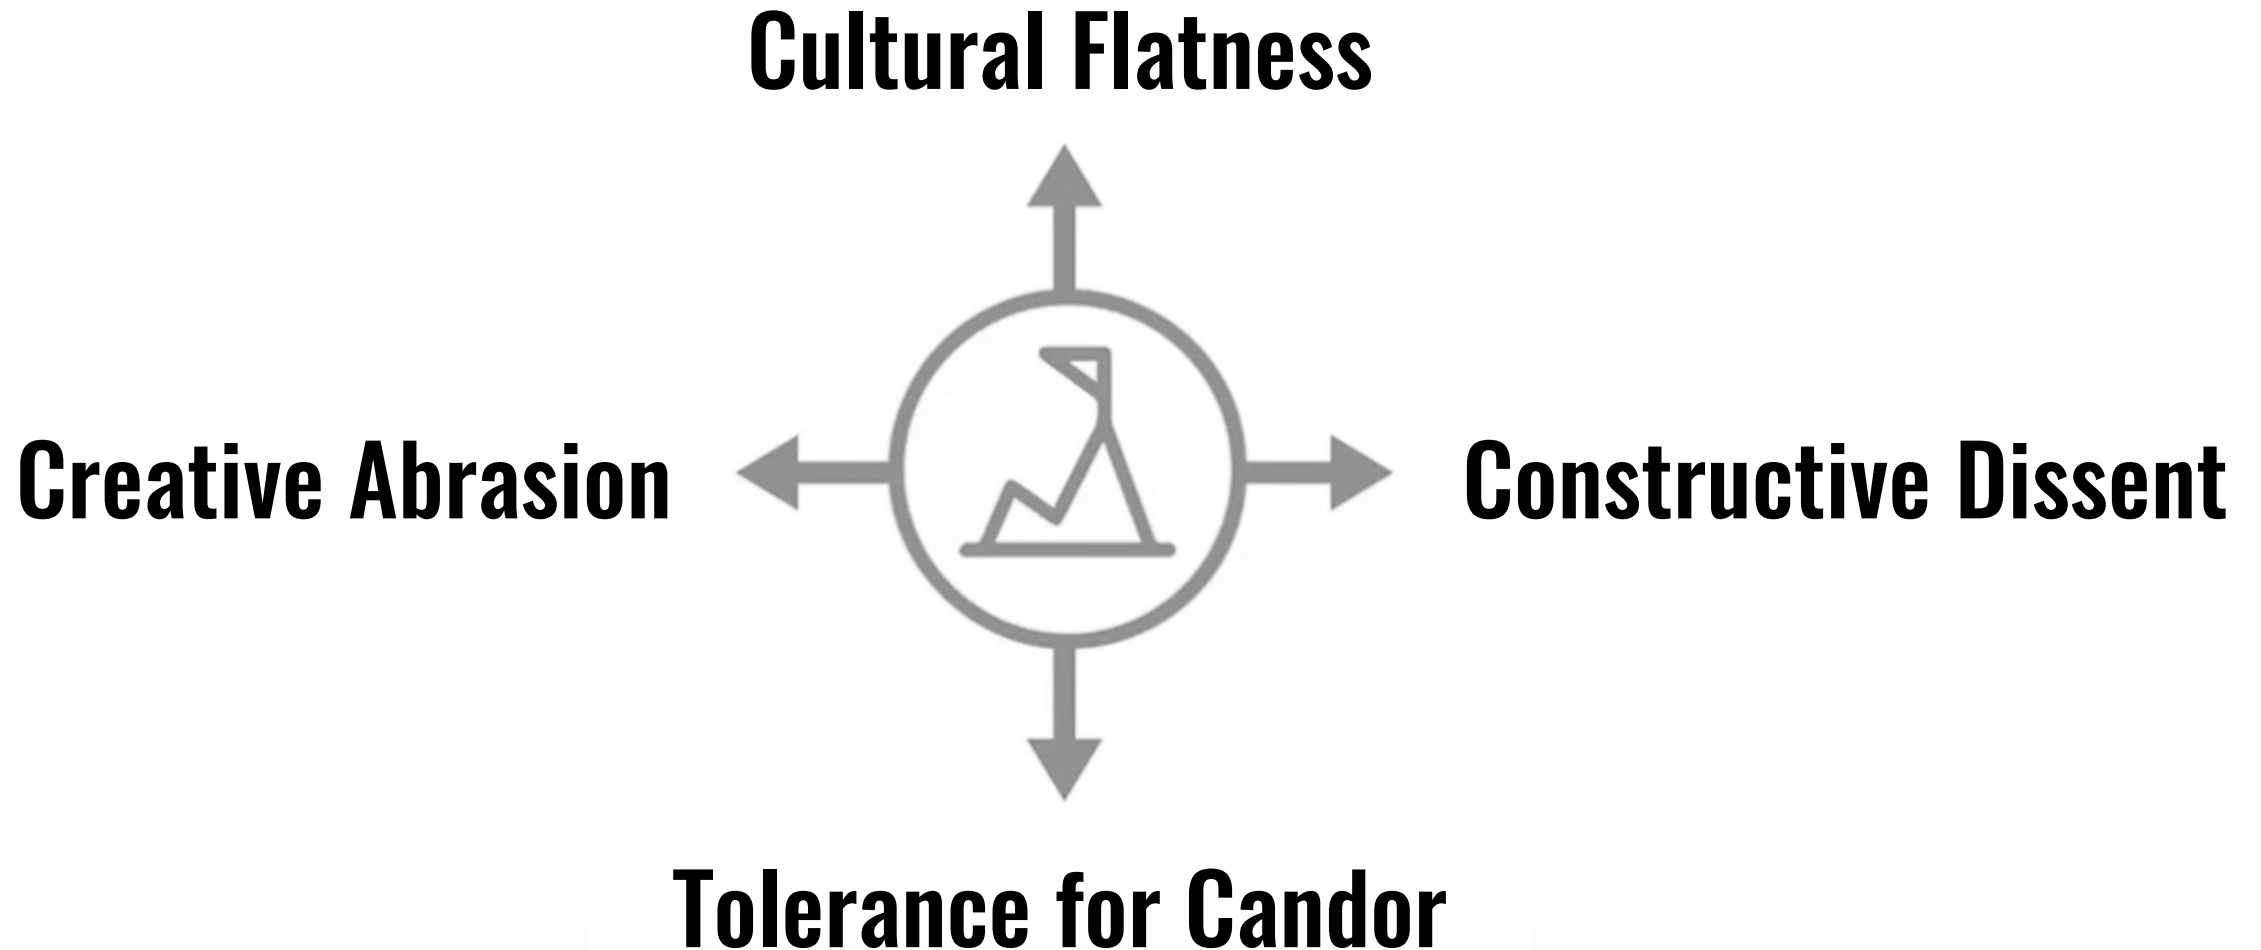 Cultural Flatness
Creative Abrasion
Constructive Dissent
Tolerance for Candor